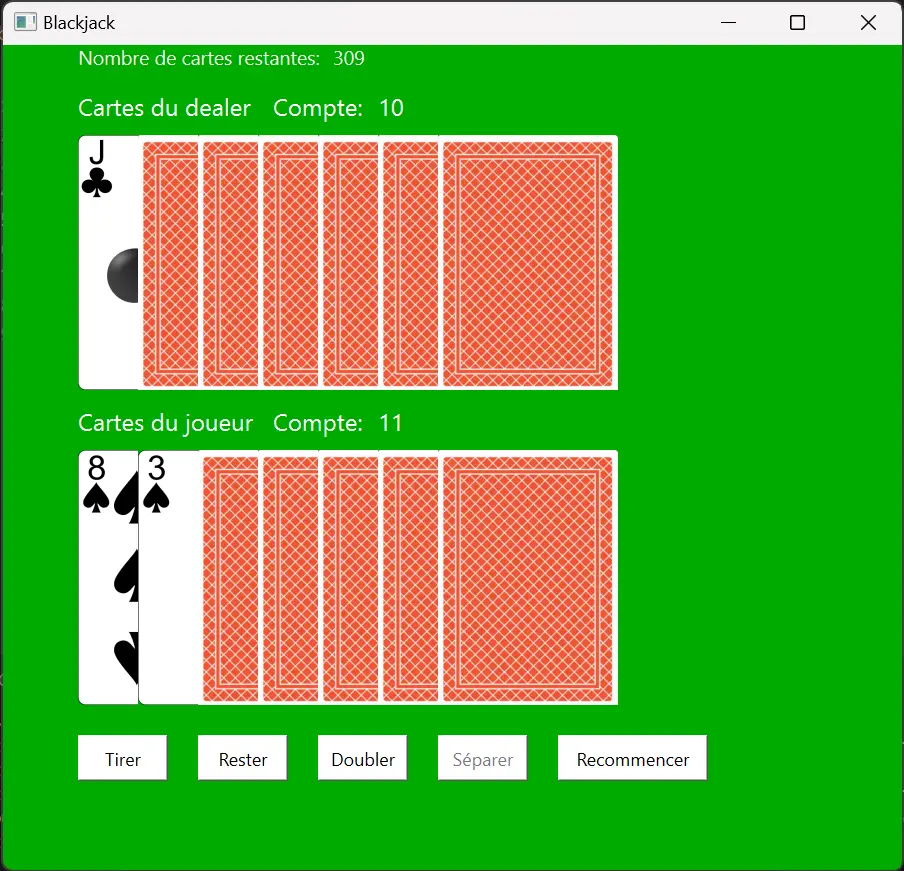 Blackjack
Nombre de cartes restantes: 309
Cartes du dealer Compte: 10
J
Cartes du joueur Compte: 11
8 3
Tirer Rester Doubler Séparer Recommencer